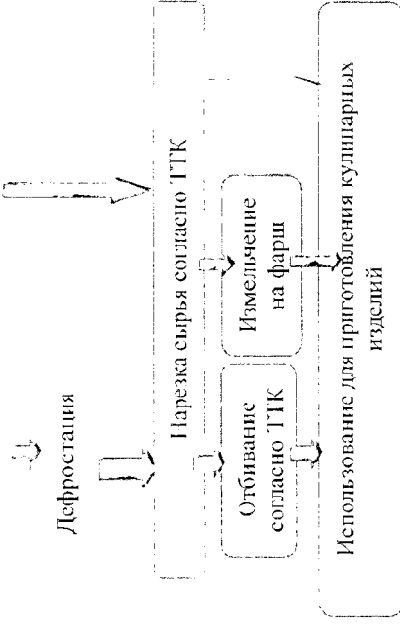 Дефростация
Нарезка сырья согласно ТТК
Отбивание
согласно ТТК
Измельчение
на фарш
Использование для приготовления кулинарных
изделий